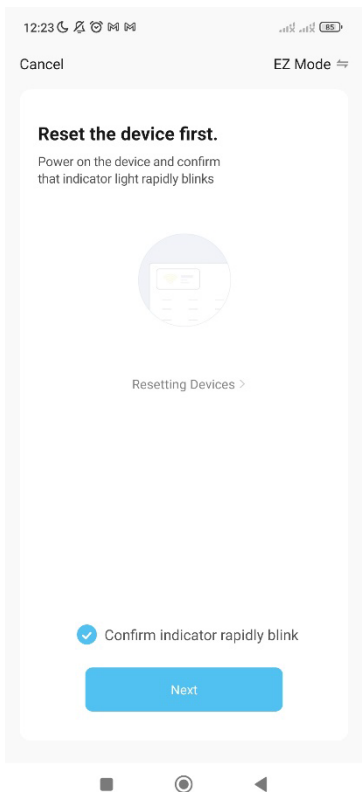 12:23
85
Cancel
EZ Mode
Reset the device first.
Power on the device and confirm
that indicator light rapidly blinks
Resetting Devices >
Confirm indicator rapidly blink
Next